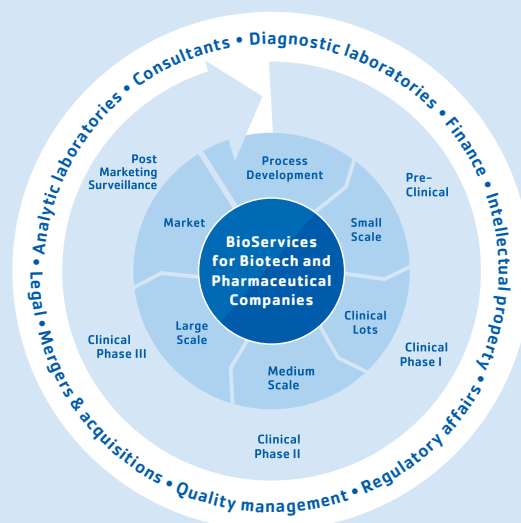 Consultants • Diagnostic laboratories • Finance • Intellectual property • Regulatory affairs • Quality management • Mergers & acquisitions • Legal • Analytic laboratories •
Post
Marketing
Surveillance
Pre–
Clinical
Clinical
Phase I
Clinical
Phase II
Clinical
Phase III
Process
Development
Small
Scale
Clinical
Lots
Medium
Scale
Large
Scale
Market
BioServices
for Biotech and
Pharmaceutical
Companies